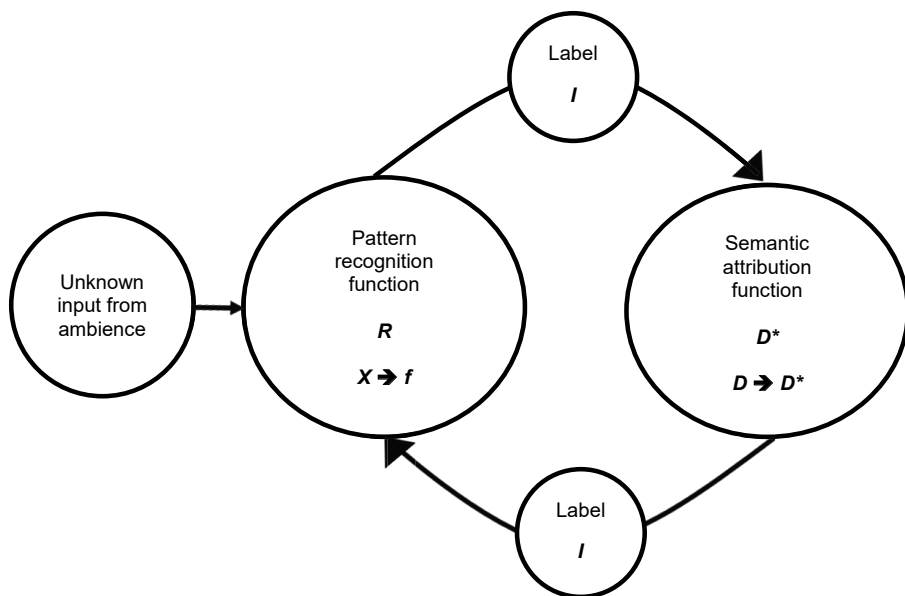 Label
I
Unknown
input from
ambience
Pattern
recognition
function
R
X ➔ f
Semantic
attribution
function
D*
D ➔ D*
Label
I